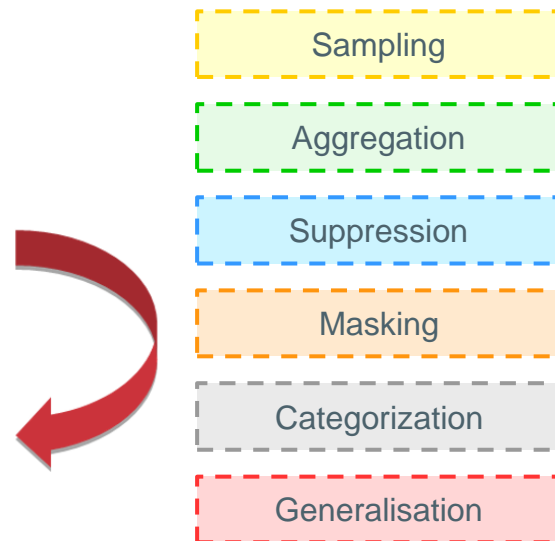 Sampling
Aggregation
Suppression
Masking
Categorization
Generalisation